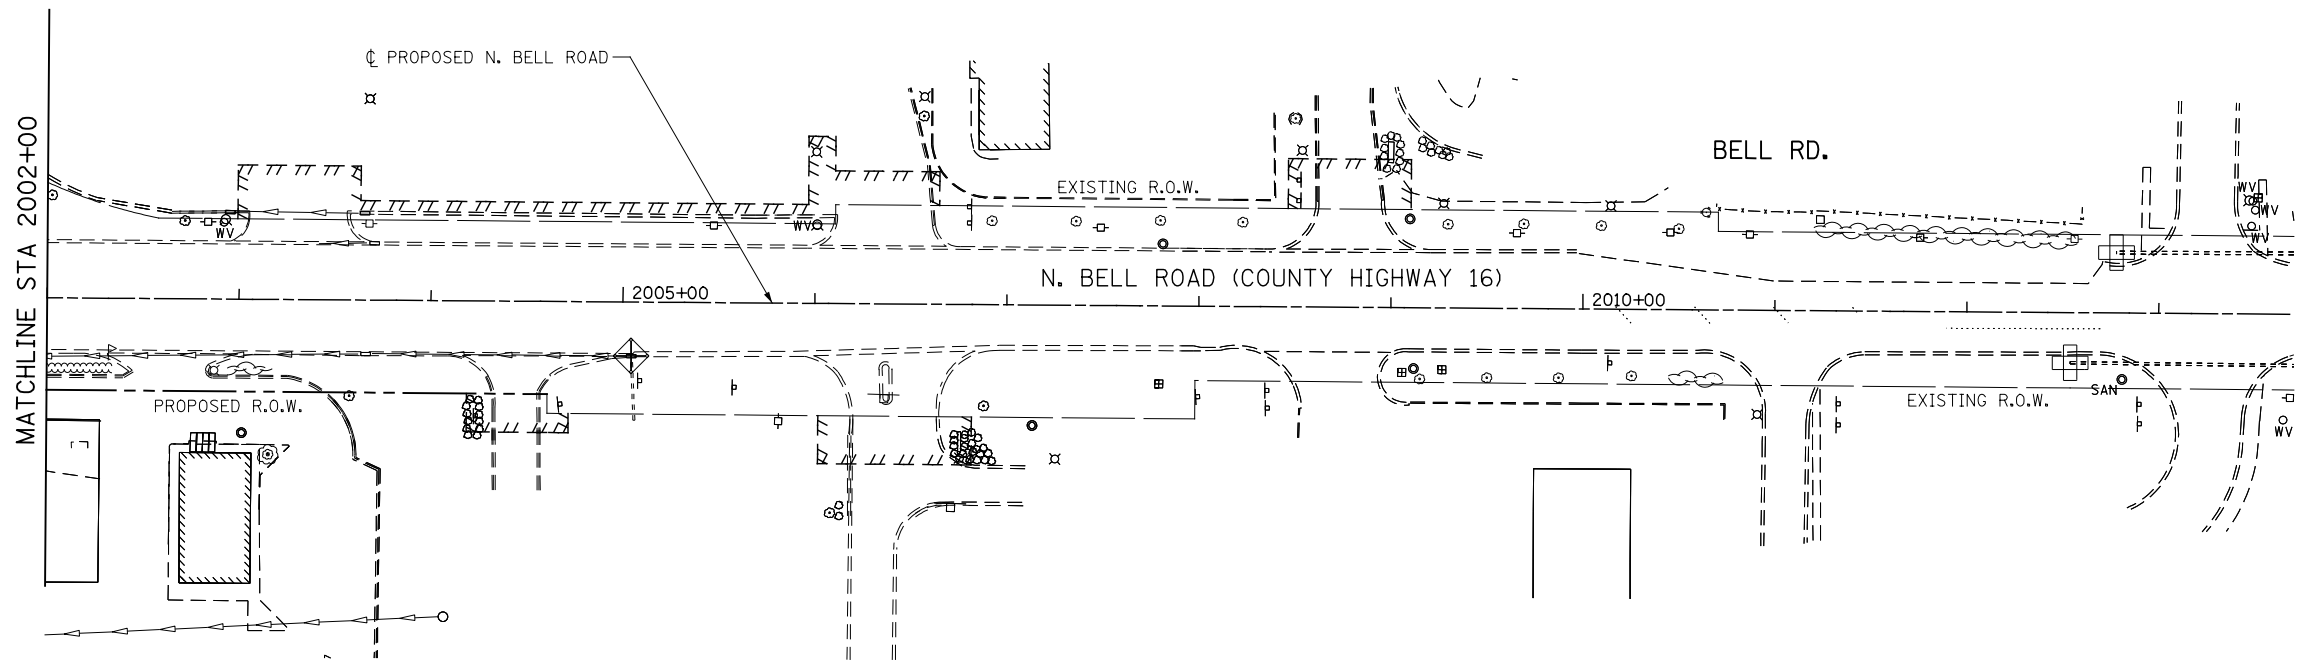 MATCHLINE STA 2002+00
℄ PROPOSED N. BELL ROAD
BELL RD.
EXISTING R.O.W.
WV
WV
WV
WV
WV
N. BELL ROAD (COUNTY HIGHWAY 16)
2005+00
2010+00
PROPOSED R.O.W.
SAN
EXISTING R.O.W.
WV